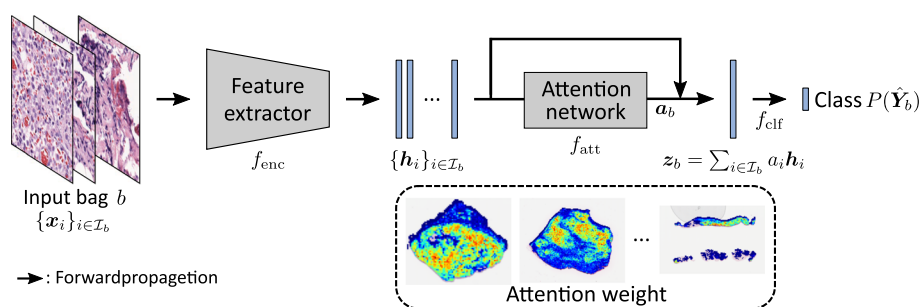 Feature
extractor
f_enc
Input bag b
{x_i}_{i∈I_b}
{h_i}_{i∈I_b}
...
Attention
network
f_att
a_b
z_b = ∑_{i∈I_b} a_i h_i
f_clf
Class P(Ŷ_b)
...
Attention weight
: Forwardpropagetion